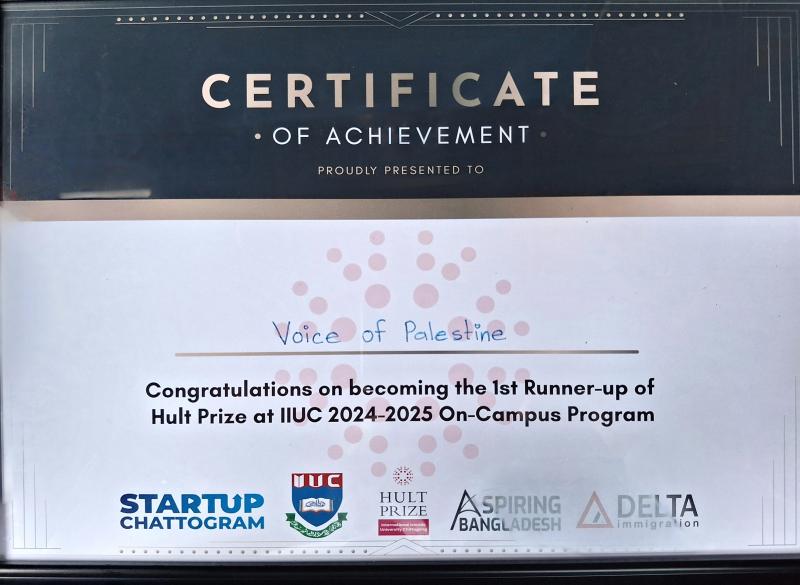 CERTIFICATE
OF ACHIEVEMENT
PROUDLY PRESENTED TO
Voice of Palestine
Congratulations on becoming the 1st Runner-up of
Hult Prize at IIUC 2024-2025 On-Campus Program
STARTUP
CHATTOGRAM
IIUC
HULT
PRIZE
International Islamic
University Chittagong
ASPIRING
BANGLADESH
DELTA
immigration